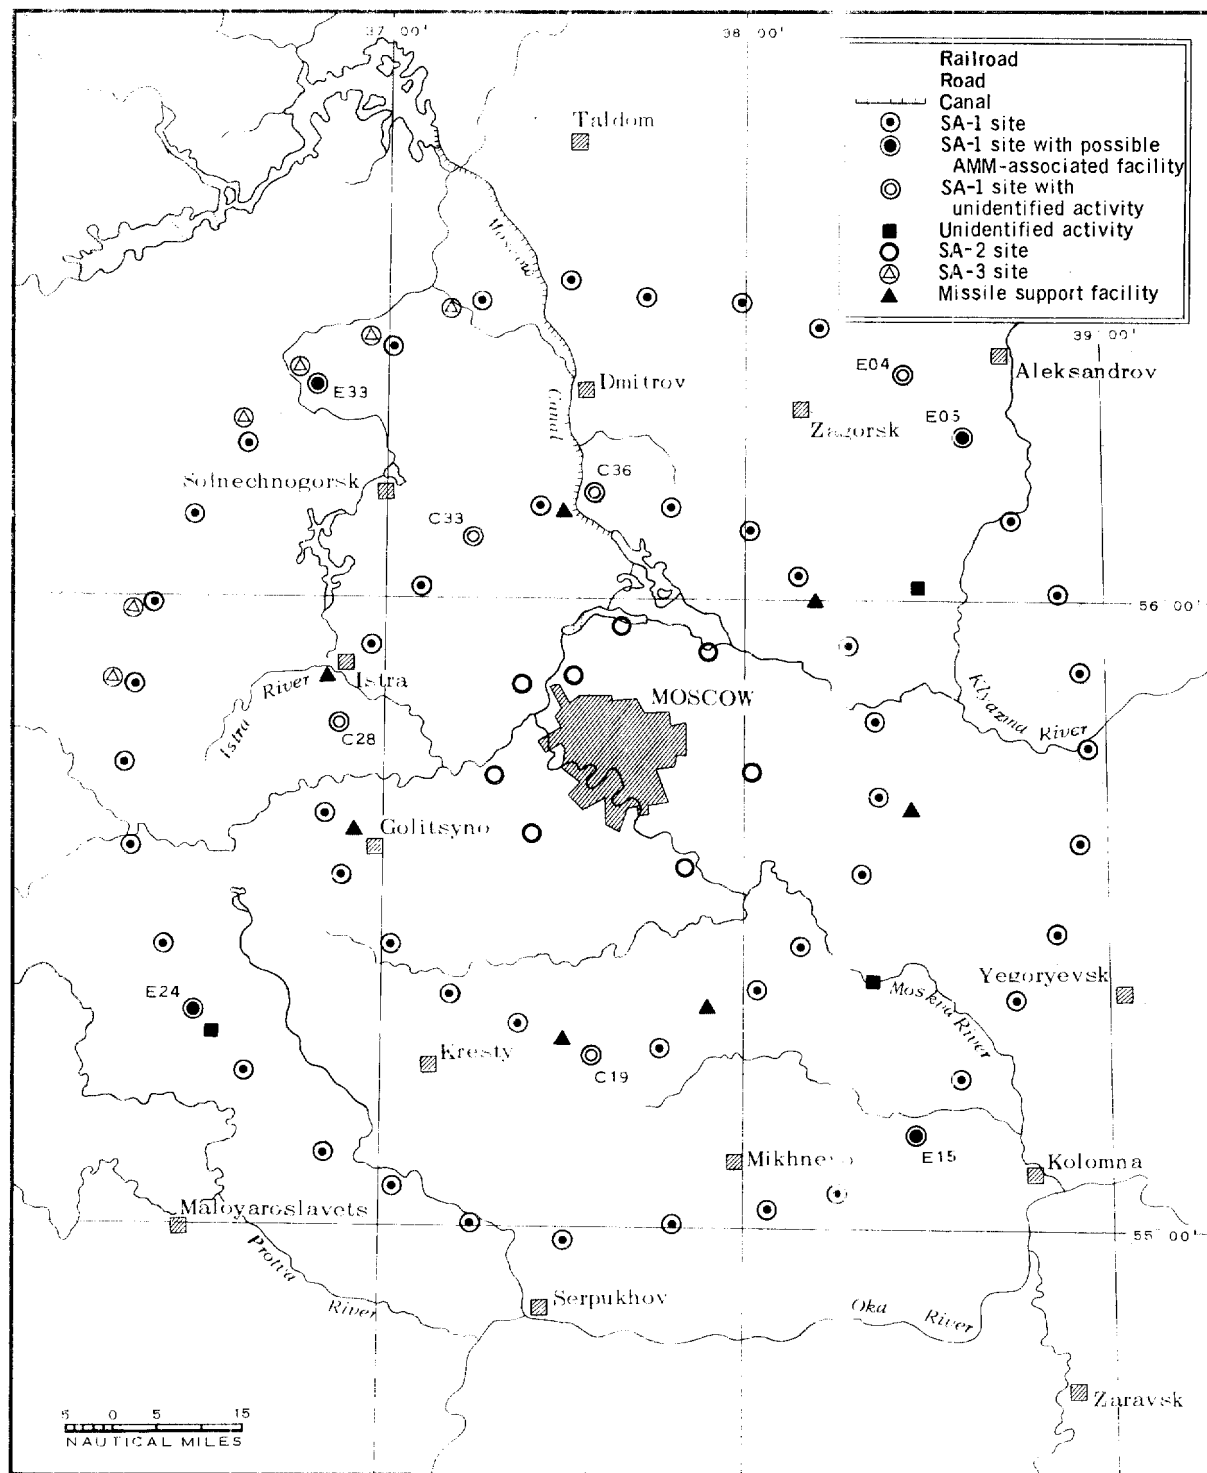 37 00'
38 00'
Railroad
Road
Canal
SA-1 site
SA-1 site with possible
AMM-associated facility
SA-1 site with
unidentified activity
Unidentified activity
SA-2 site
SA-3 site
Missile support facility
39 00'
Taldom
Moscow
Canal
E33
Dmitrov
E04
Aleksandrov
Zagorsk
E05
Solnechnogorsk
C36
C33
56 00'
Istra
Istra River
C28
MOSCOW
Klyazma River
Golitsyno
Yegoryevsk
E24
Moskva River
Kresty
C19
Mikhnevo
E15
Kolomna
Maloyaroslavets
55 00'
Protva River
Serpukhov
Oka River
Zaravsk
5 0 5 15
NAUTICAL MILES